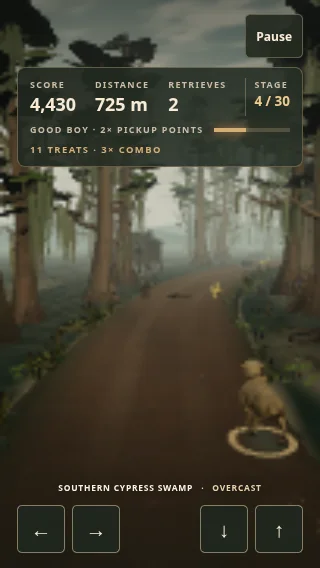 Pause
SCORE DISTANCE RETRIEVES STAGE
4,430 725 m 2 4 / 30
GOOD BOY · 2× PICKUP POINTS
11 TREATS · 3× COMBO
SOUTHERN CYPRESS SWAMP · OVERCAST
← → ↓ ↑